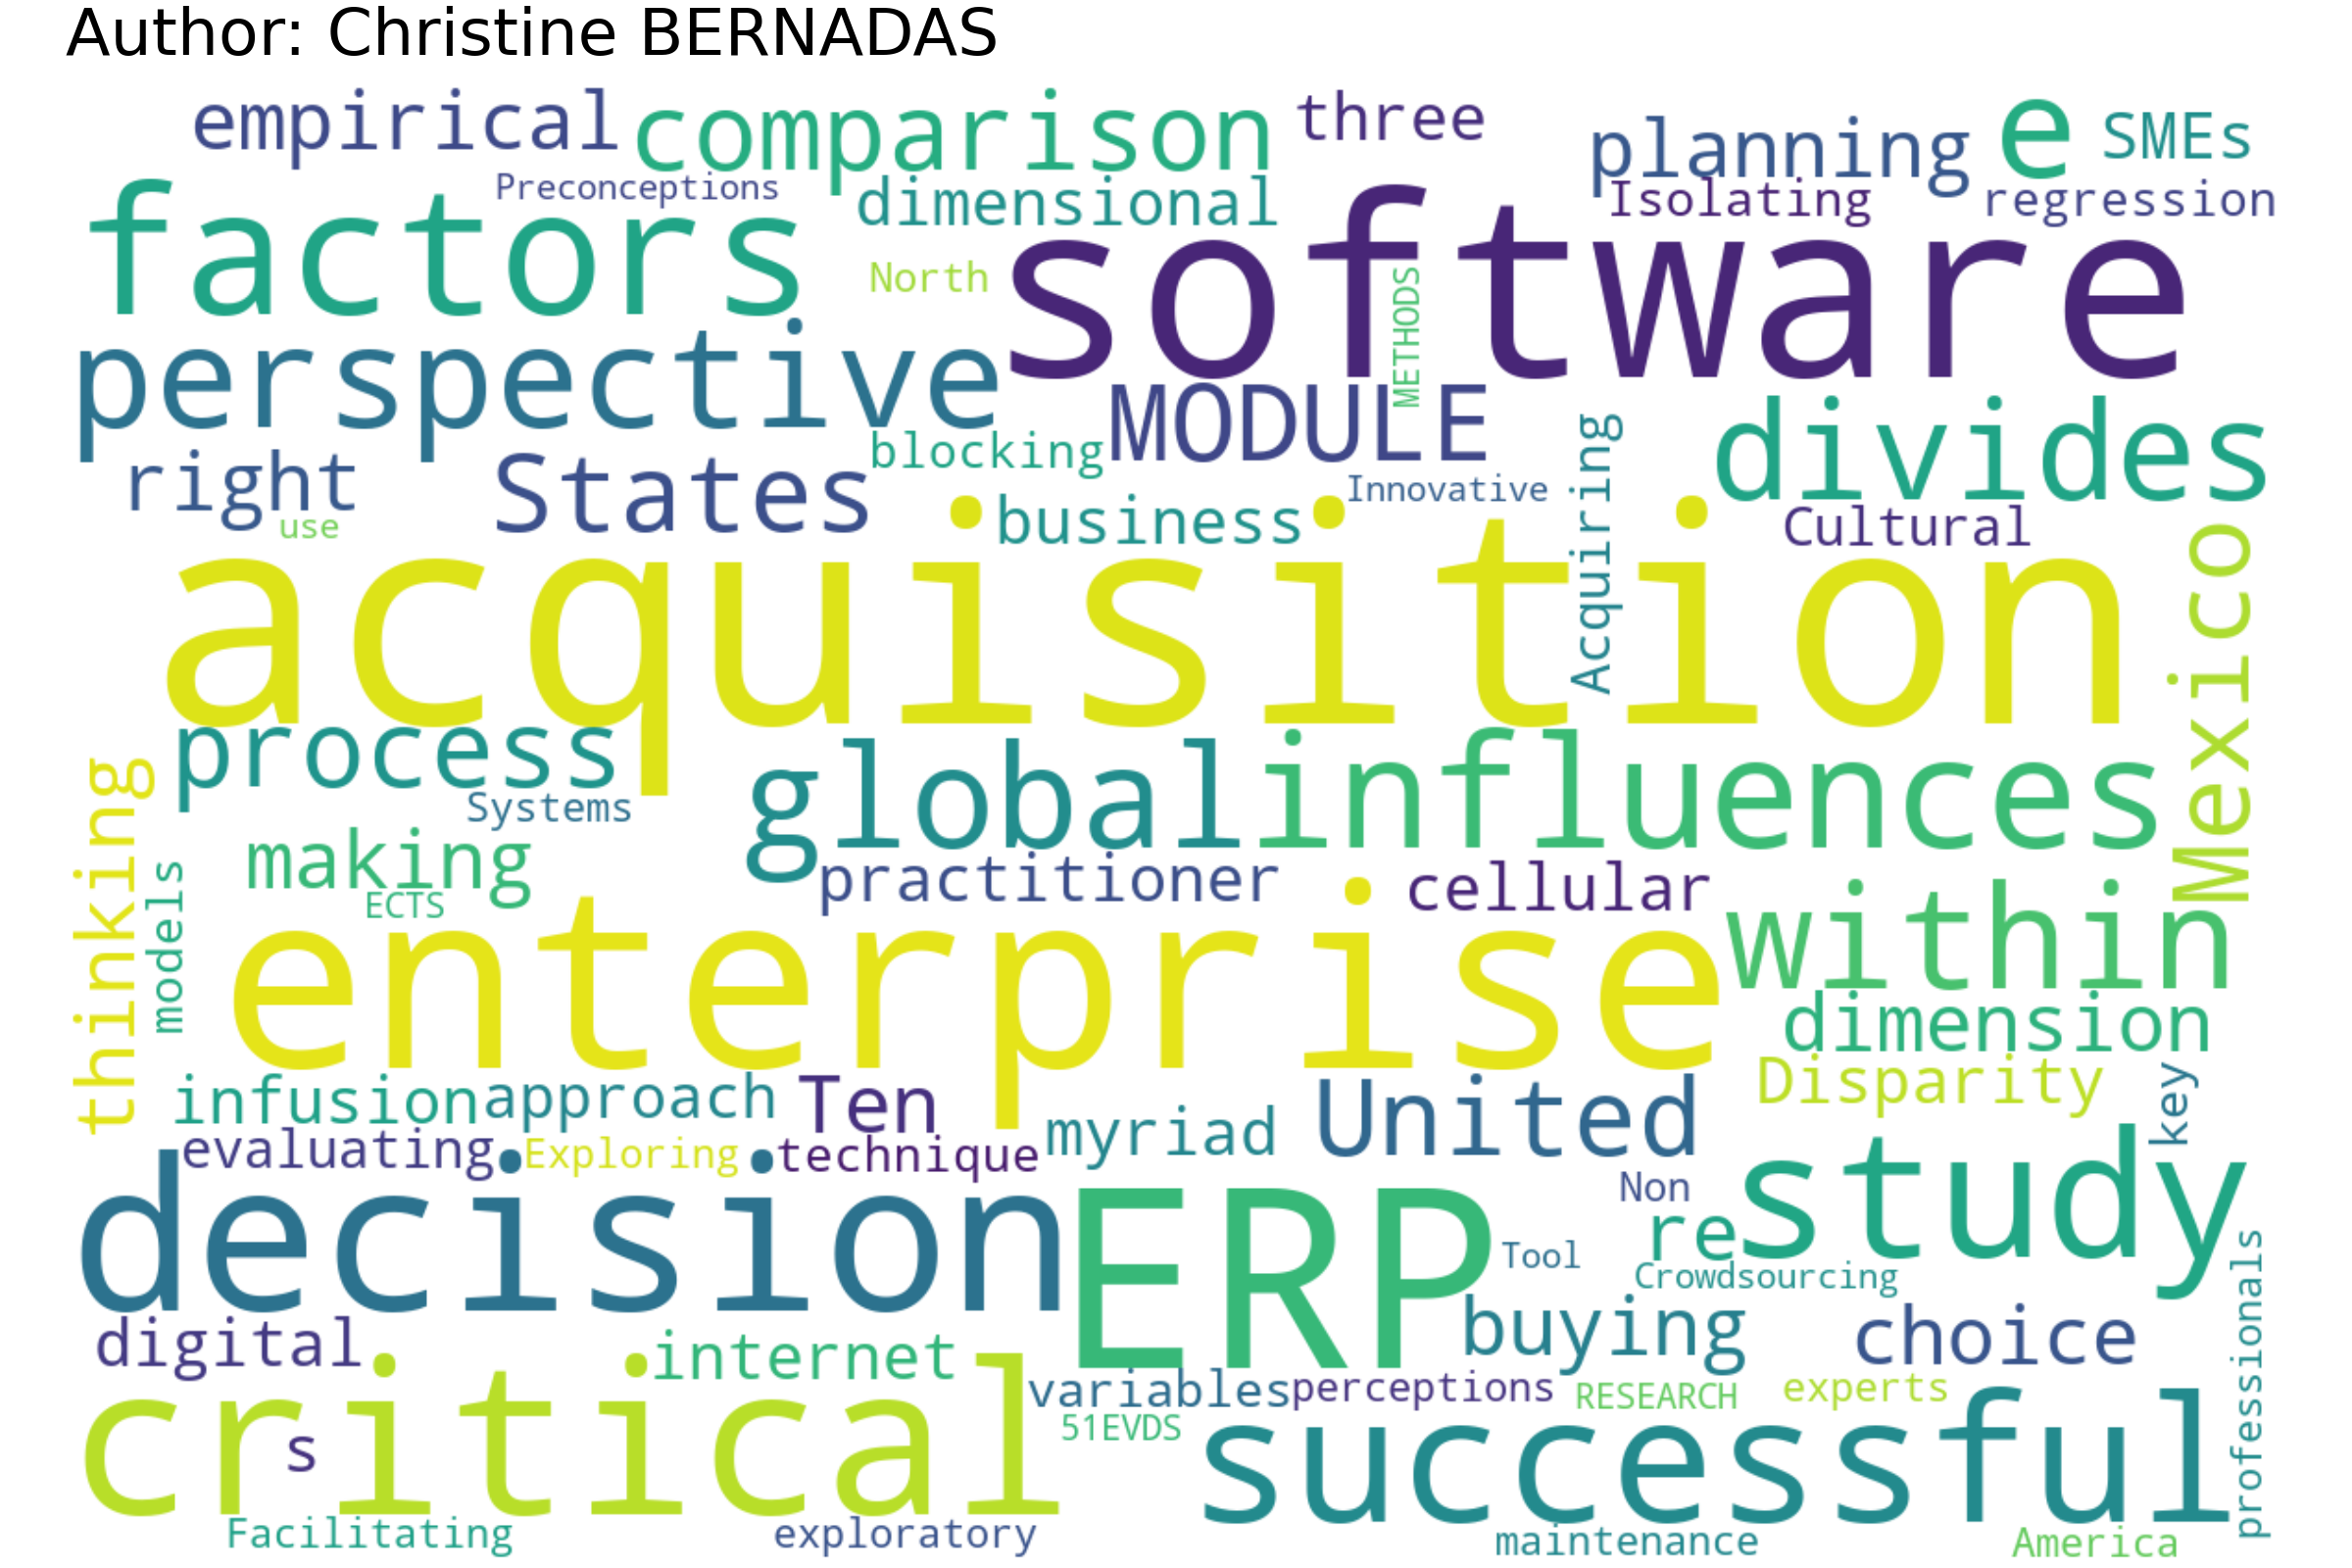 Author: Christine BERNADAS
empirical
comparison
three
planning
e
SMEs
Preconceptions
dimensional
Isolating
regression
factors
North
software
METHODS
perspective
MODULE
divides
blocking
right
States
Innovative
Acquiring
use
business
Cultural
Mexico
acquisition
process
global
influences
Systems
thinking
making
models
practitioner
cellular
ECTS
within
enterprise
dimension
Disparity
infusion
approach
Ten
myriad
United
key
evaluating
Exploring
technique
Non
study
decision
ERP
re
Tool
Crowdsourcing
professionals
digital
internet
buying
choice
variables
perceptions
RESEARCH
experts
critical
s
51EVDS
successful
Facilitating
exploratory
maintenance
America